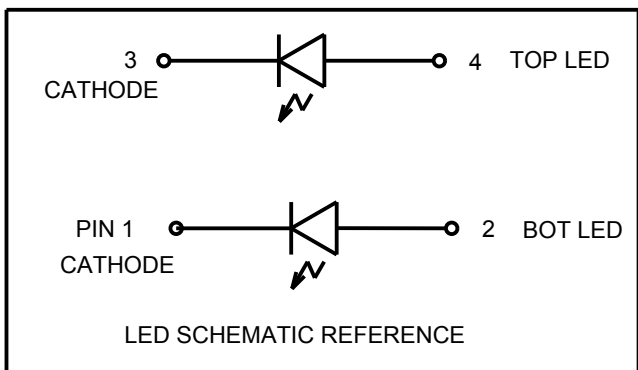 3 4 TOP LED
CATHODE
PIN 1 2 BOT LED
CATHODE
LED SCHEMATIC REFERENCE